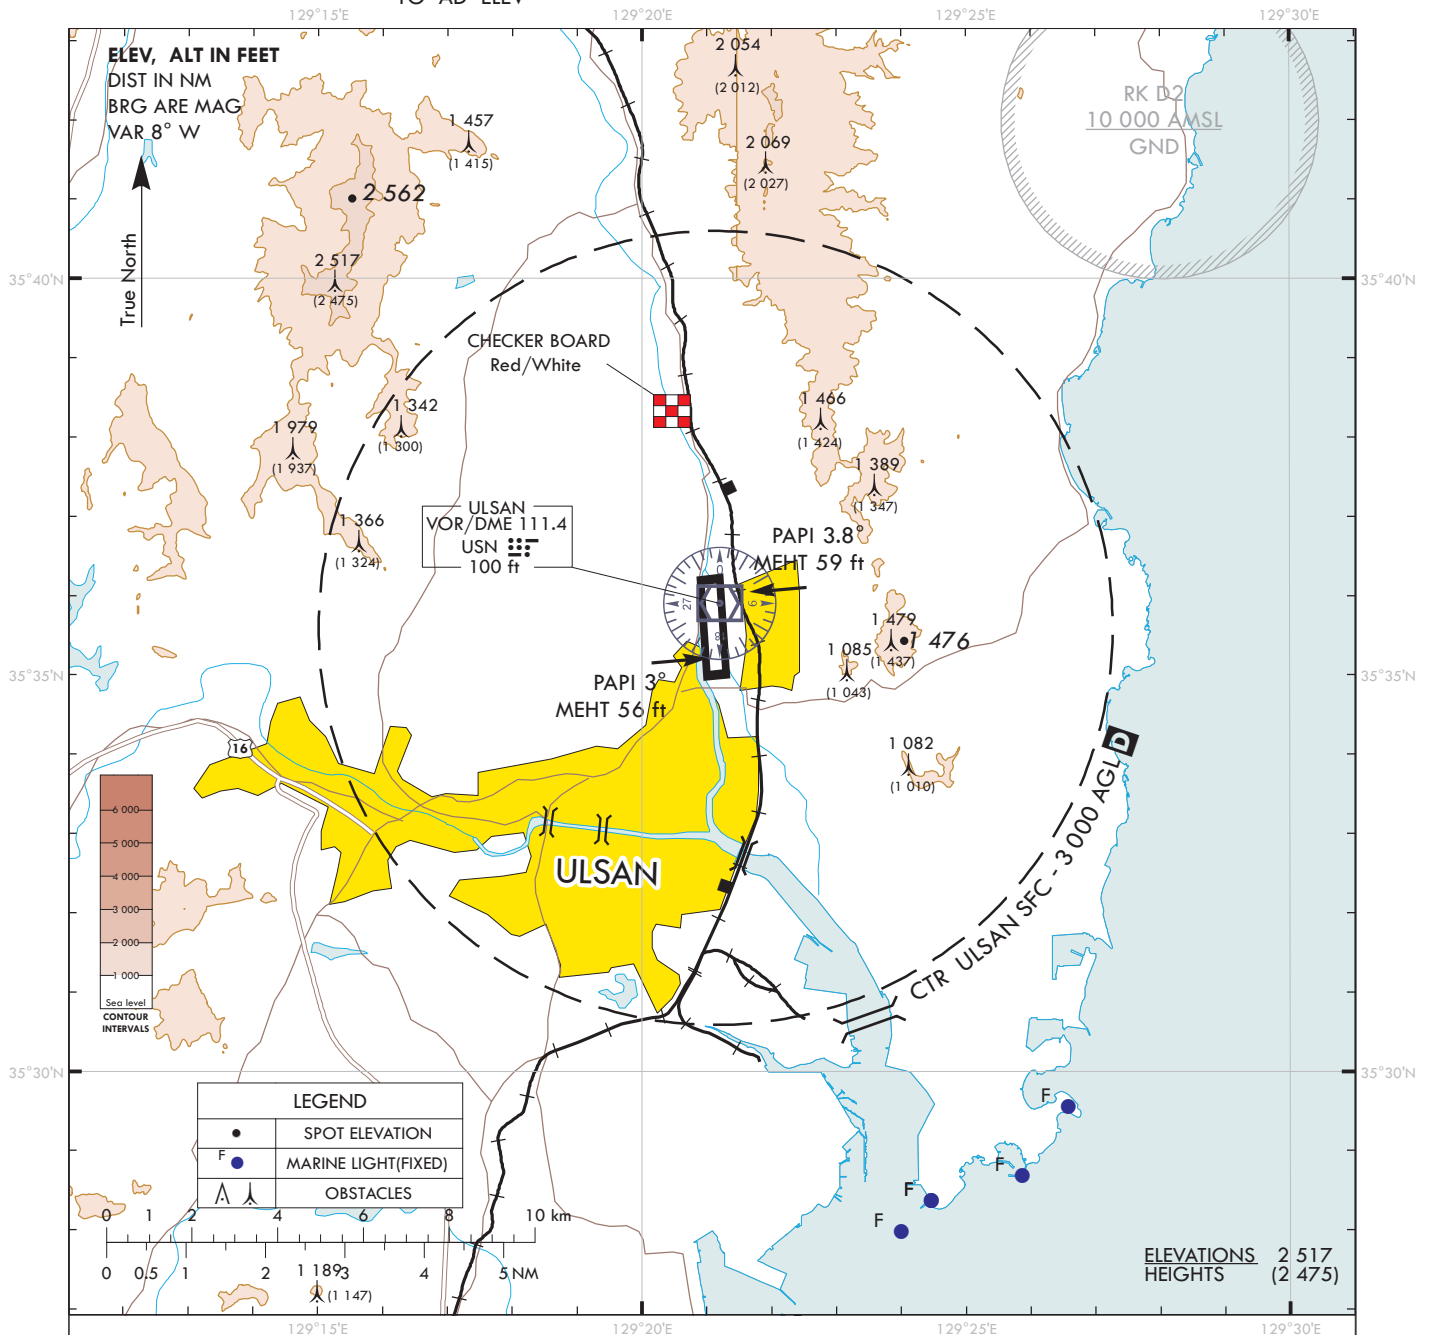 TO AD ELEV
129°15'E
129°20'E
129°25'E
129°30'E
ELEV, ALT IN FEET
DIST IN NM
BRG ARE MAG
VAR 8° W
True North
2 054
(2 012)
2 069
(2 027)
1 457
(1 415)
2 562
2 517
(2 475)
RK D2
10 000 AMSL
GND
35°40'N
35°40'N
CHECKER BOARD
Red/White
1 342
(1 300)
1 979
(1 937)
1 366
(1 324)
1 466
(1 424)
1 389
(1 347)
ULSAN
VOR/DME 111.4
USN
100 ft
PAPI 3.8°
MEHT 59 ft
0
9
8
27
1 479
(1 437)
1 476
1 085
(1 043)
35°35'N
35°35'N
PAPI 3°
MEHT 56 ft
1 082
(1 010)
16
D
CTR ULSAN SFC - 3 000 AGL
ULSAN
6 000
5 000
4 000
3 000
2 000
1 000
Sea level
CONTOUR
INTERVALS
35°30'N
35°30'N
LEGEND
SPOT ELEVATION
F MARINE LIGHT(FIXED)
OBSTACLES
F
F
F
F
0 1 2 4 6 8 10 km
0 0.5 1 2 3 4 5 NM
1 189
(1 147)
ELEVATIONS 2 517
HEIGHTS (2 475)
129°15'E
129°20'E
129°25'E
129°30'E